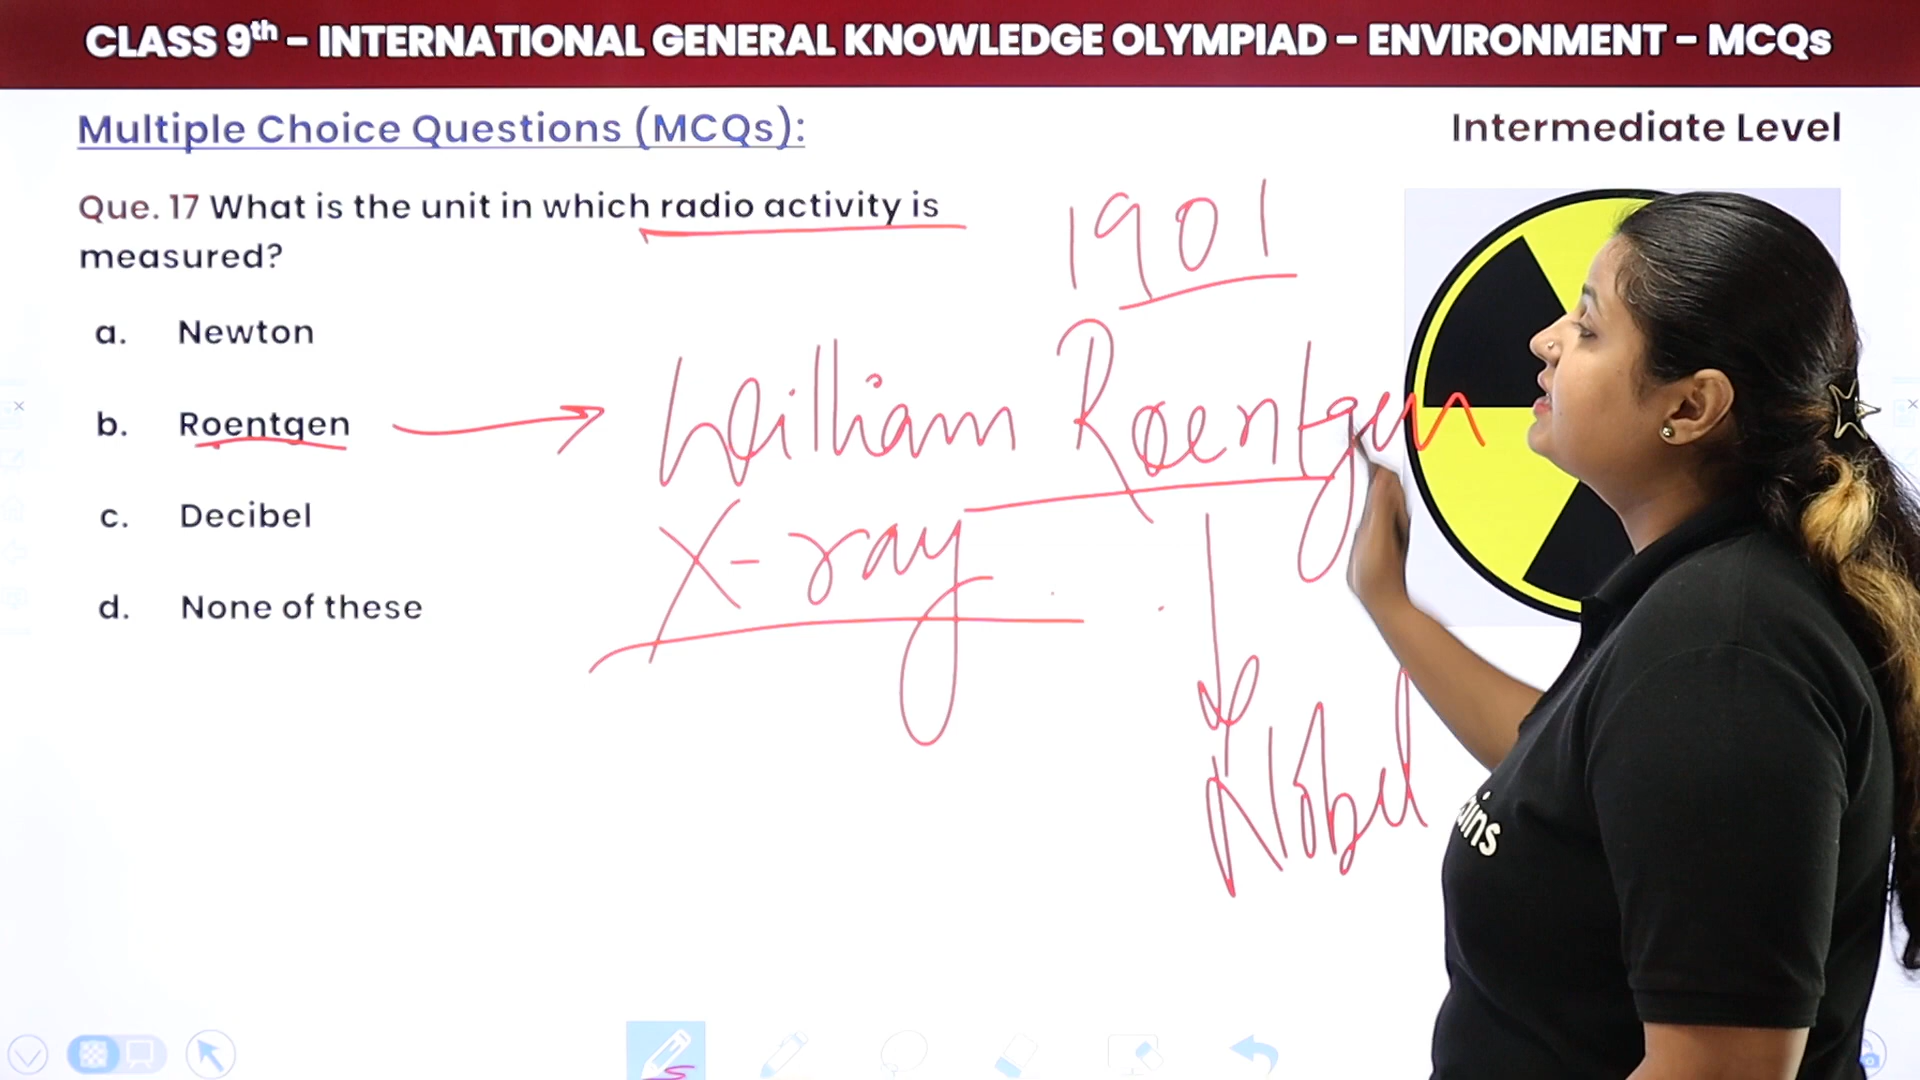 CLASS 9th – INTERNATIONAL GENERAL KNOWLEDGE OLYMPIAD – ENVIRONMENT – MCQs
Multiple Choice Questions (MCQs):
Intermediate Level
Que. 17 What is the unit in which radio activity is
measured?
1901
a. Newton
b. Roentgen
William Roentgen
c. Decibel
X-ray
d. None of these
Nobel
ins